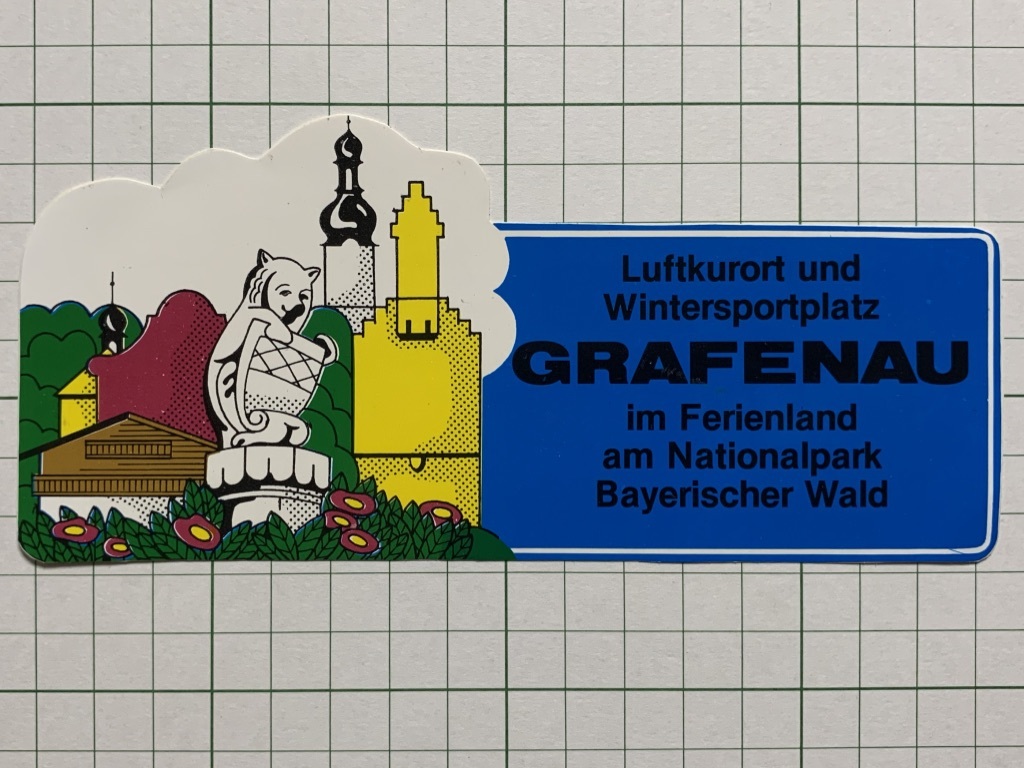 Luftkurort und
Wintersportplatz
GRAFENAU
im Ferienland
am Nationalpark
Bayerischer Wald